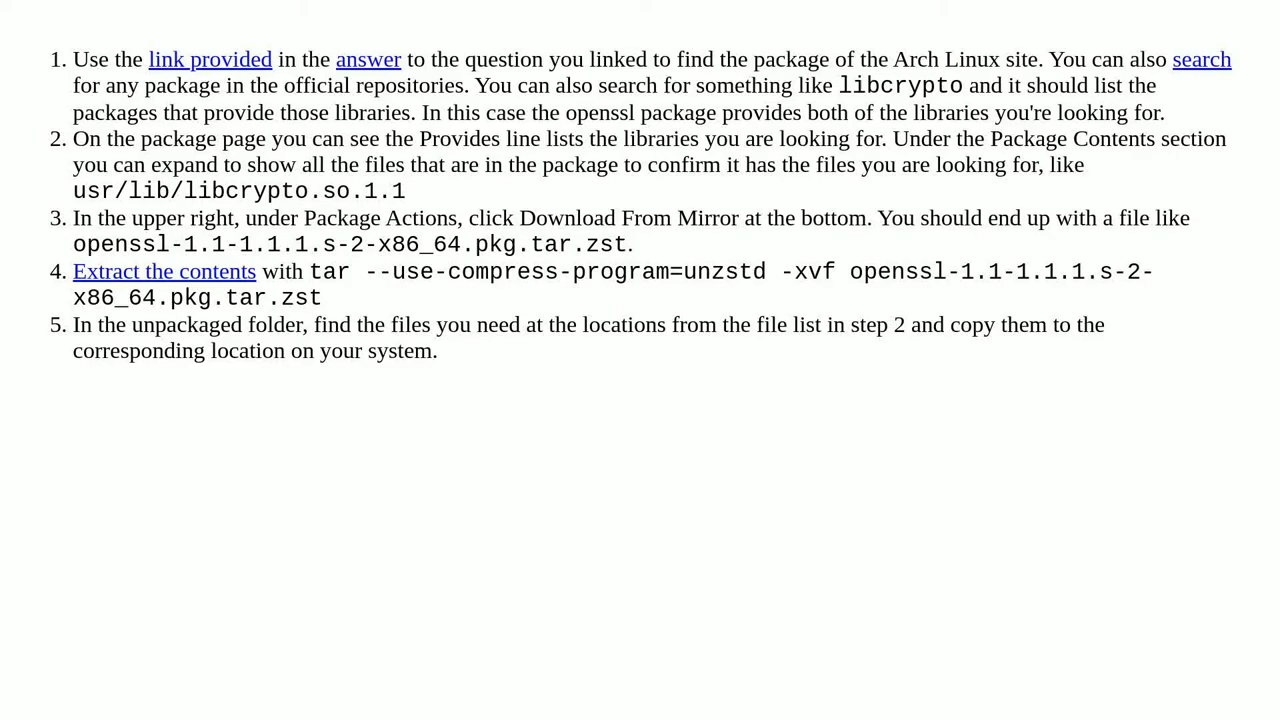 1. Use the link provided in the answer to the question you linked to find the package of the Arch Linux site. You can also search
for any package in the official repositories. You can also search for something like libcrypto and it should list the
packages that provide those libraries. In this case the openssl package provides both of the libraries you're looking for.
2. On the package page you can see the Provides line lists the libraries you are looking for. Under the Package Contents section
you can expand to show all the files that are in the package to confirm it has the files you are looking for, like
usr/lib/libcrypto.so.1.1
3. In the upper right, under Package Actions, click Download From Mirror at the bottom. You should end up with a file like
openssl-1.1-1.1.1.s-2-x86_64.pkg.tar.zst.
4. Extract the contents with tar --use-compress-program=unzstd -xvf openssl-1.1-1.1.1.s-2-
x86_64.pkg.tar.zst
5. In the unpackaged folder, find the files you need at the locations from the file list in step 2 and copy them to the
corresponding location on your system.